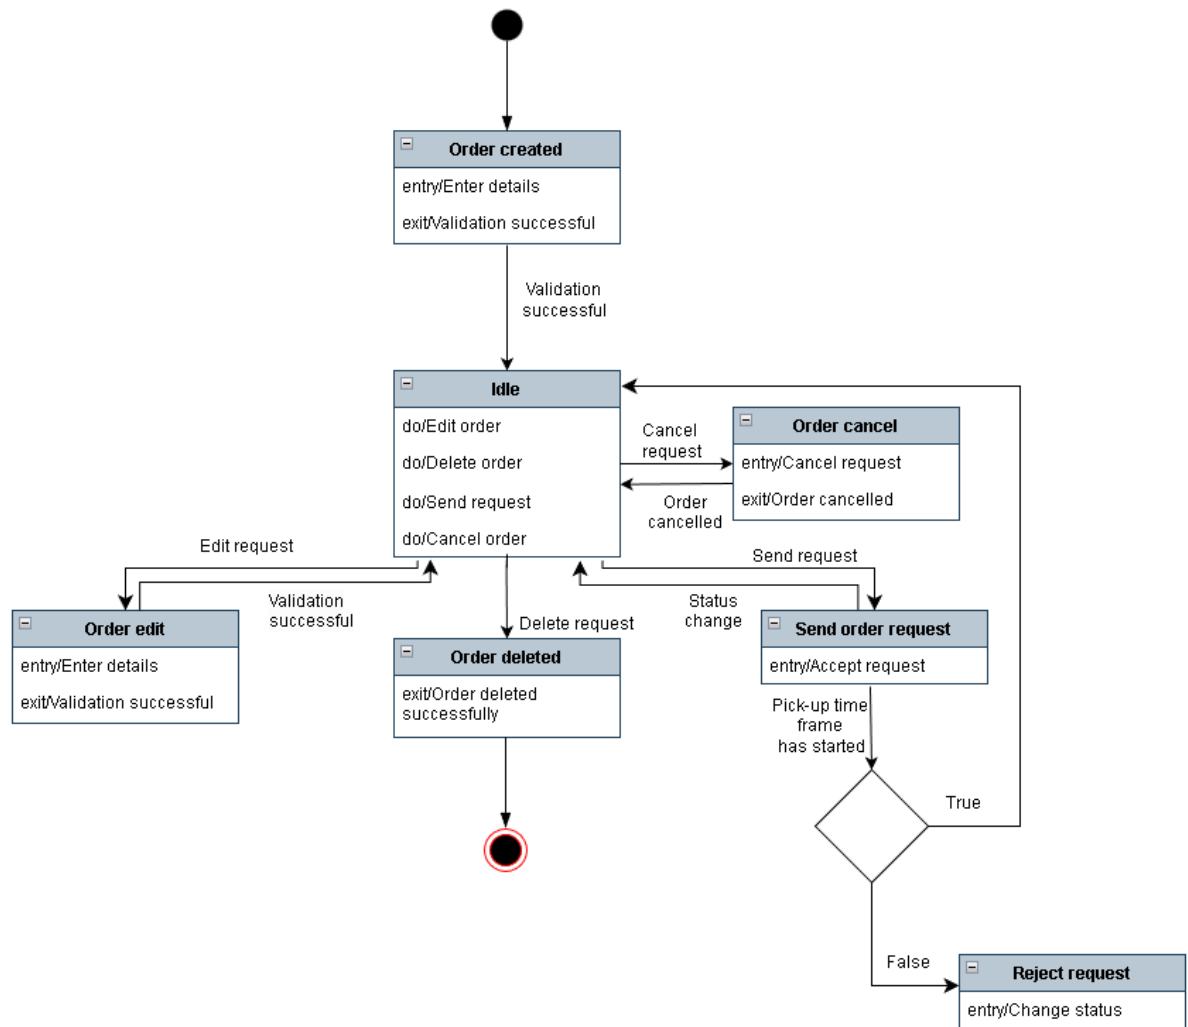 Order created
entry/Enter details
exit/Validation successful
Validation
successful
Idle
do/Edit order
do/Delete order
do/Send request
do/Cancel order
Cancel
request
Order cancel
entry/Cancel request
exit/Order cancelled
Order
cancelled
Edit request
Validation
successful
Order edit
entry/Enter details
exit/Validation successful
Delete request
Order deleted
exit/Order deleted
successfully
Send request
Status
change
Send order request
entry/Accept request
Pick-up time
frame
has started
True
False
Reject request
entry/Change status